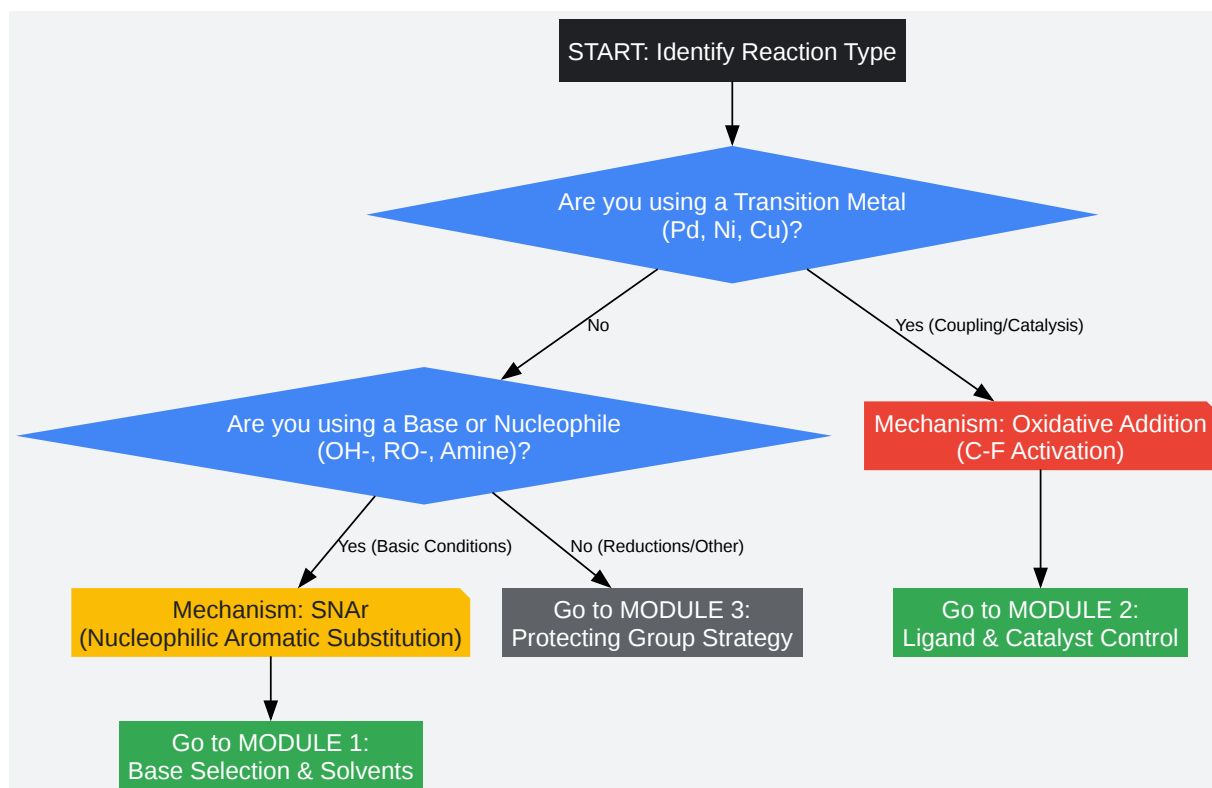 START: Identify Reaction Type
Are you using a Transition Metal
(Pd, Ni, Cu)?
No
Yes (Coupling/Catalysis)
Are you using a Base or Nucleophile
(OH-, RO-, Amine)?
Mechanism: Oxidative Addition
(C-F Activation)
Yes (Basic Conditions)
No (Reductions/Other)
Mechanism: SNAr
(Nucleophilic Aromatic Substitution)
Go to MODULE 3:
Protecting Group Strategy
Go to MODULE 2:
Ligand & Catalyst Control
Go to MODULE 1:
Base Selection & Solvents